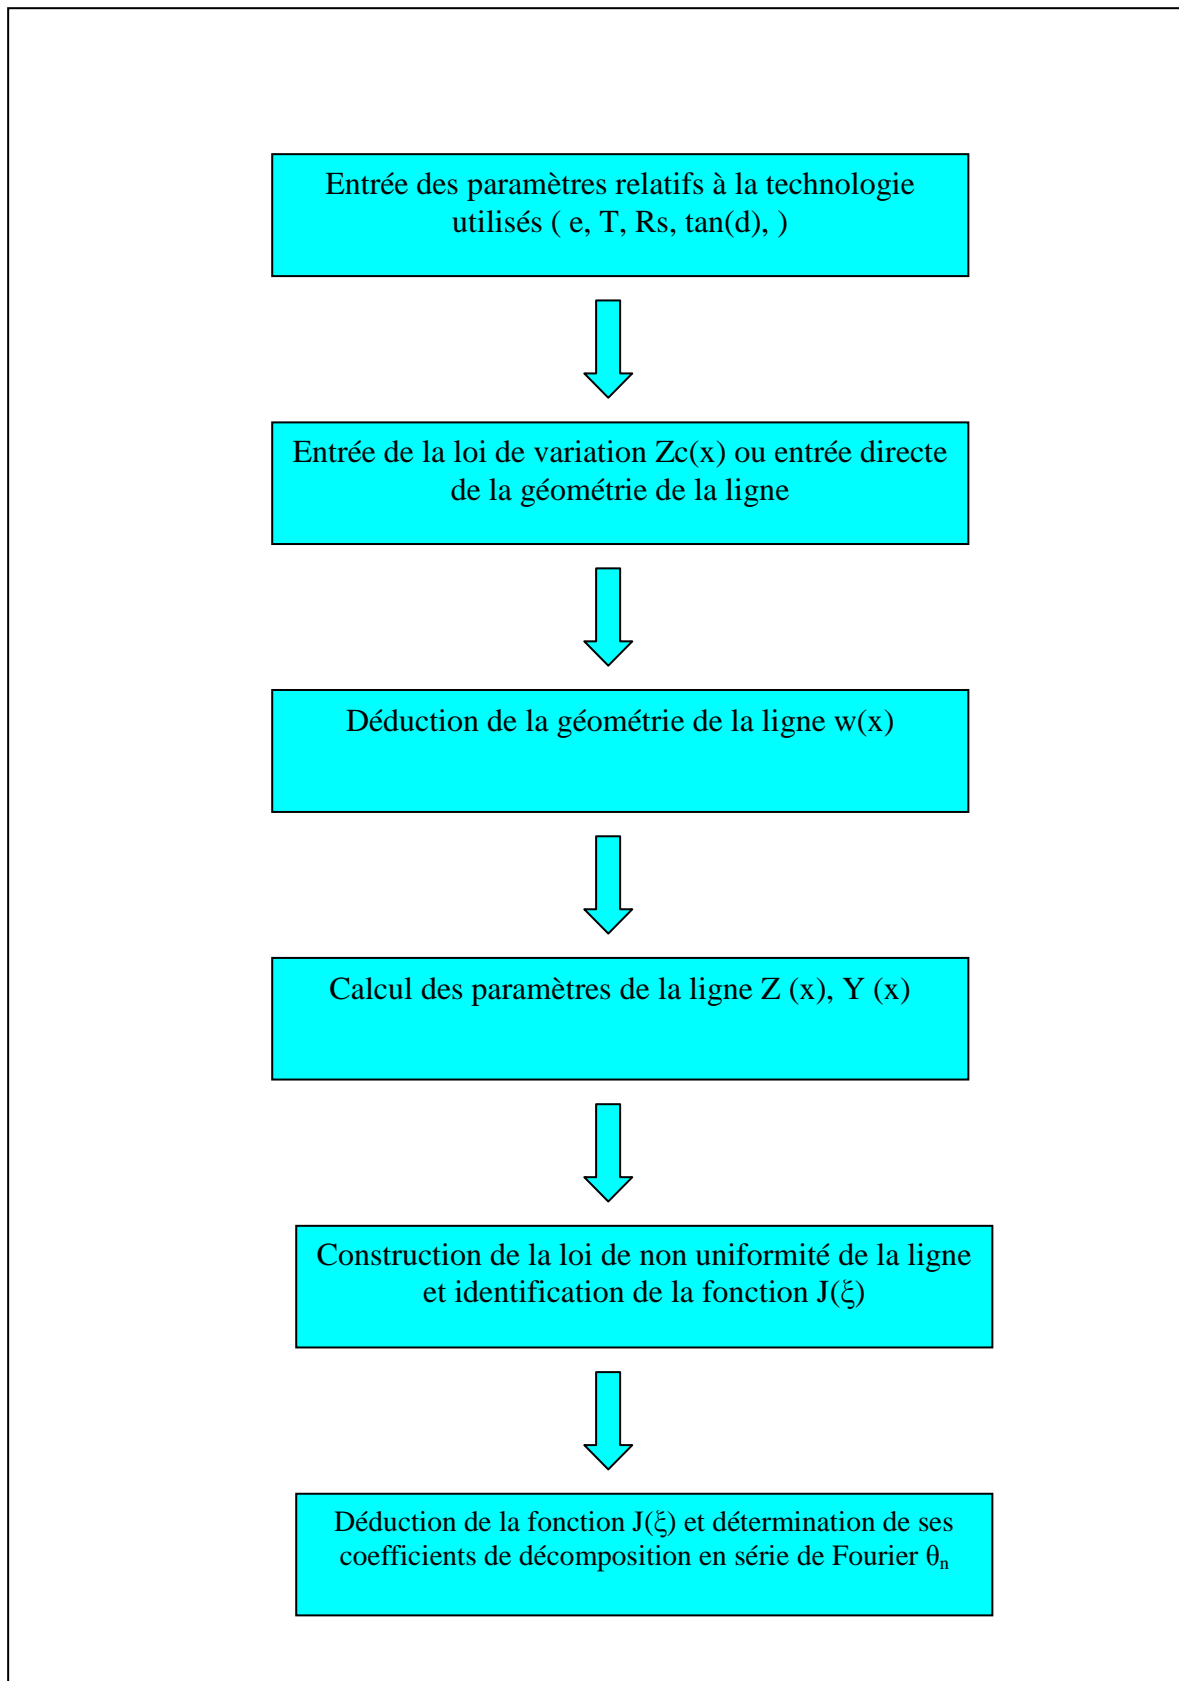 Entrée des paramètres relatifs à la technologie
utilisés ( e, T, Rs, tan(d), )
Entrée de la loi de variation Zc(x) ou entrée directe
de la géométrie de la ligne
Déduction de la géométrie de la ligne w(x)
Calcul des paramètres de la ligne Z (x), Y (x)
Construction de la loi de non uniformité de la ligne
et identification de la fonction J(ξ)
Déduction de la fonction J(ξ) et détermination de ses
coefficients de décomposition en série de Fourier θₙ